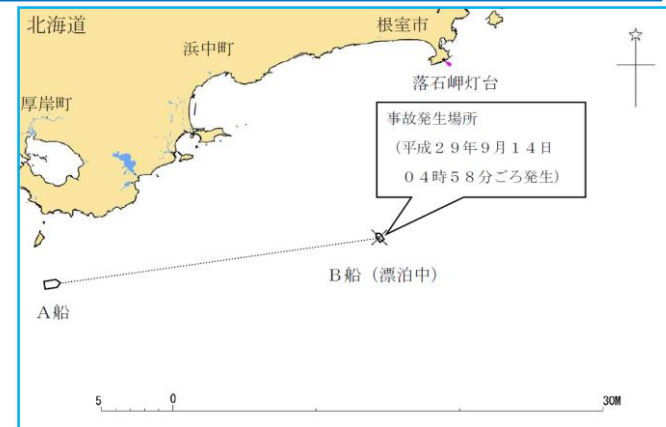 北海道
根室市
浜中町
落石岬灯台
厚岸町
事故発生場所
(平成29年9月14日
04時58分ごろ発生)
B船(漂泊中)
A船
5 0 30M